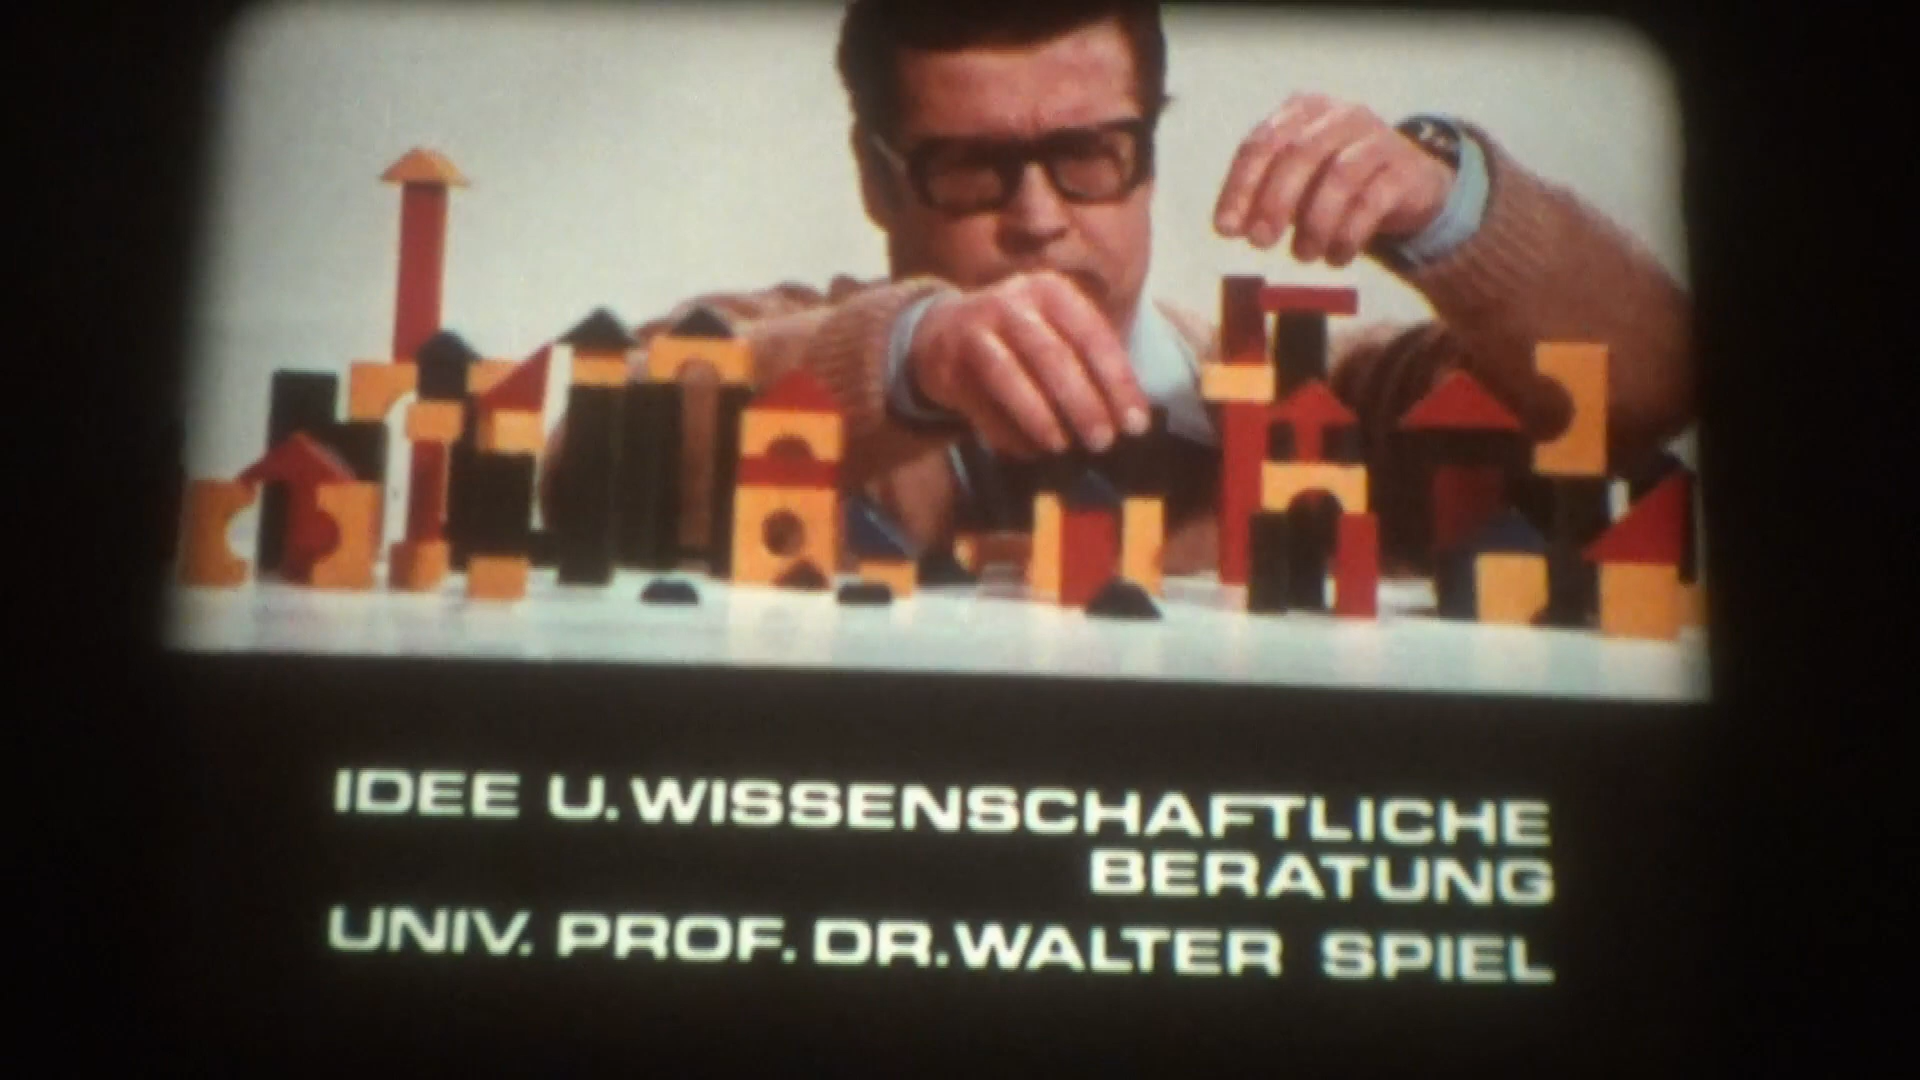 IDEE U. WISSENSCHAFTLICHE
BERATUNG
UNIV. PROF. DR. WALTER SPIEL